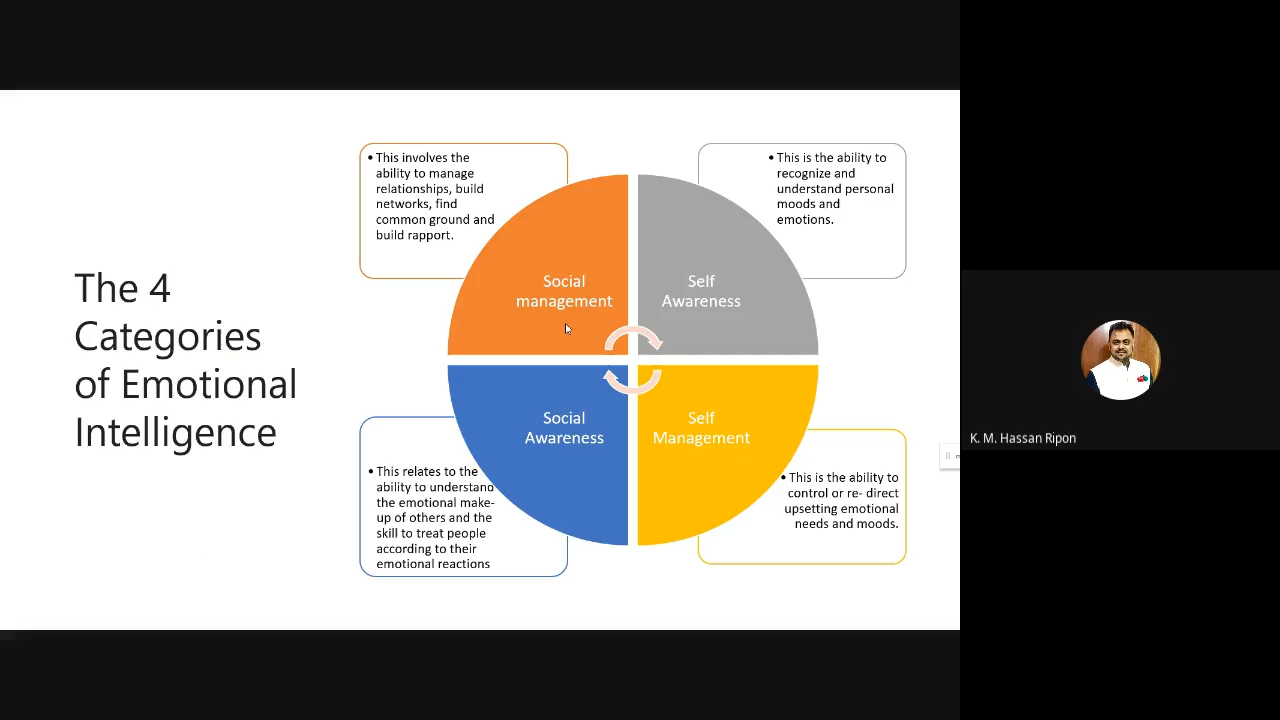 The 4
Categories
of Emotional
Intelligence
• This involves the
ability to manage
relationships, build
networks, find
common ground and
build rapport.
• This is the ability to
recognize and
understand personal
moods and
emotions.
Social
management
Self
Awareness
Social
Awareness
Self
Management
• This relates to the
ability to understand
the emotional make-
up of others and the
skill to treat people
according to their
emotional reactions
• This is the ability to
control or re- direct
upsetting emotional
needs and moods.
K. M. Hassan Ripon